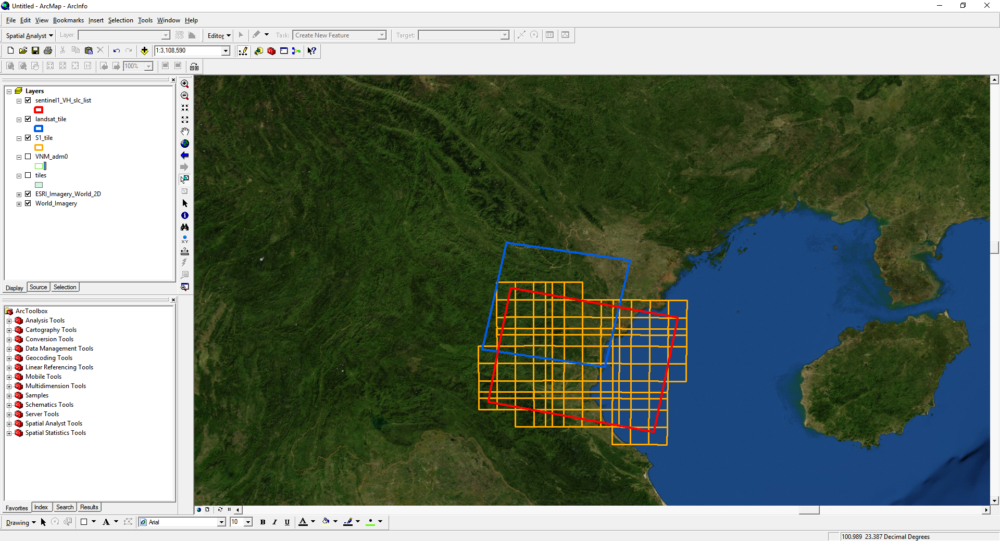 Untitled - ArcMap - ArcInfo
File Edit View Bookmarks Insert Selection Tools Window Help
Spatial Analyst Layer: Editor Task: Create New Feature Target:
1:3,108,590
1:1 100%
Layers
sentinel1_VH_slc_list
landsat_tile
S1_tile
VNM_adm0
tiles
ESRI_Imagery_World_2D
World_Imagery
XY
Display Source Selection
ArcToolbox
Analysis Tools
Cartography Tools
Conversion Tools
Data Management Tools
Geocoding Tools
Linear Referencing Tools
Mobile Tools
Multidimension Tools
Samples
Schematics Tools
Server Tools
Spatial Analyst Tools
Spatial Statistics Tools
Favorites Index Search Results
Drawing A Arial 10 B I U A
100.989 23.387 Decimal Degrees